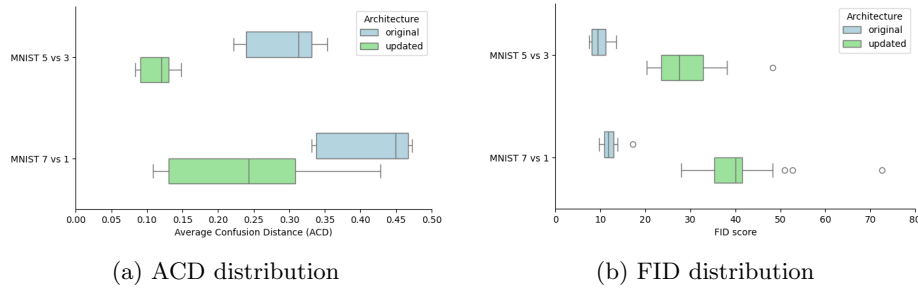 Architecture
original
updated
MNIST 5 vs 3
MNIST 7 vs 1
0.00 0.05 0.10 0.15 0.20 0.25 0.30 0.35 0.40 0.45 0.50
Average Confusion Distance (ACD)
(a) ACD distribution
Architecture
original
updated
MNIST 5 vs 3
MNIST 7 vs 1
0 10 20 30 40 50 60 70 80
FID score
(b) FID distribution